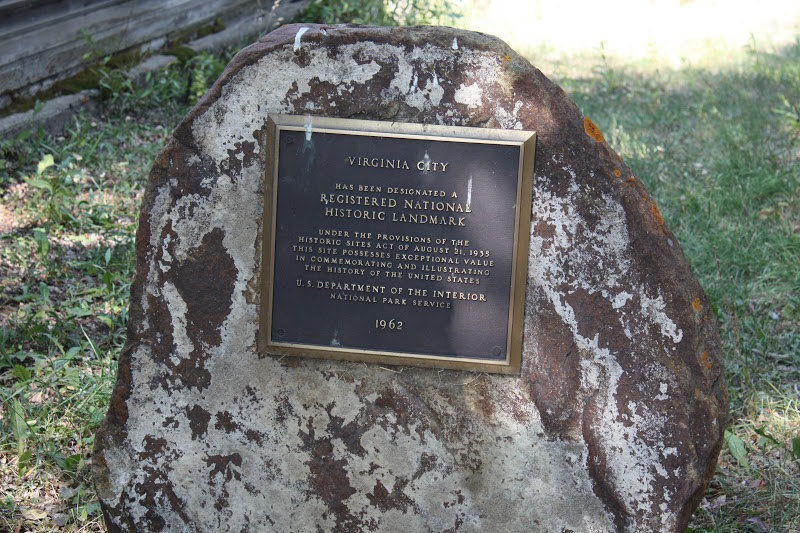 VIRGINIA CITY
HAS BEEN DESIGNATED A
REGISTERED NATIONAL
HISTORIC LANDMARK
UNDER THE PROVISIONS OF THE
HISTORIC SITES ACT OF AUGUST 21, 1935
THIS SITE POSSESSES EXCEPTIONAL VALUE
IN COMMEMORATING AND ILLUSTRATING
THE HISTORY OF THE UNITED STATES
U. S. DEPARTMENT OF THE INTERIOR
NATIONAL PARK SERVICE
1962